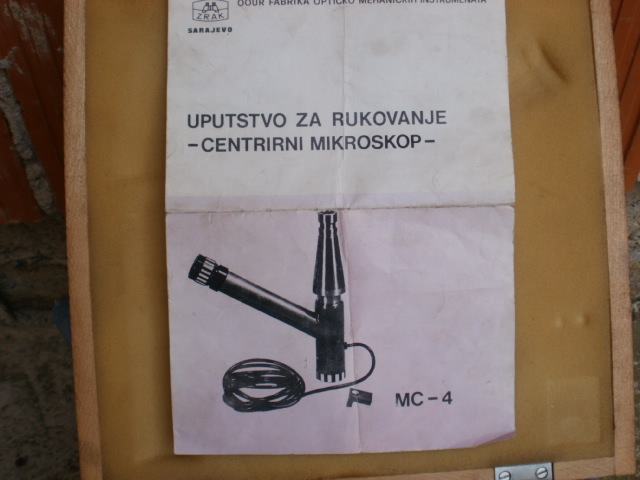 OOUR FABRIKA OPTIČKO MEHANIČKIH INSTRUMENATA
ZRAK
SARAJEVO
UPUTSTVO ZA RUKOVANJE
-CENTRIRNI MIKROSKOP-
MC-4